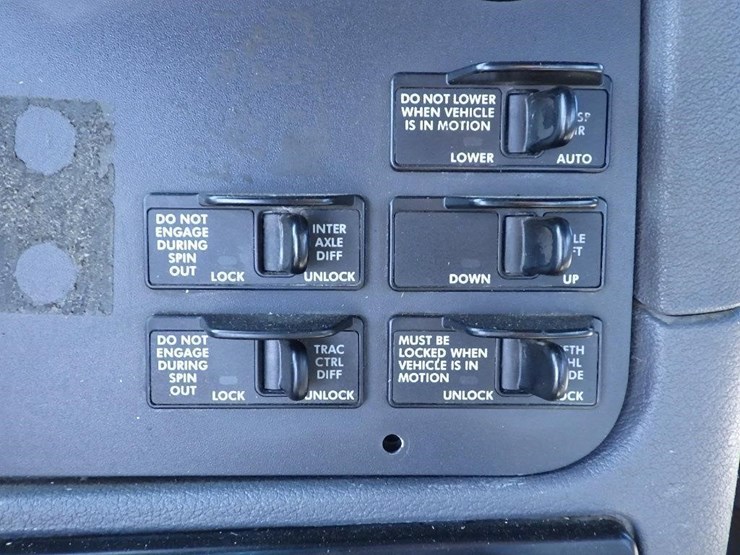 DO NOT LOWER
WHEN VEHICLE
IS IN MOTION
LOWER
AUTO
DO NOT
ENGAGE
DURING
SPIN
OUT
LOCK
INTER
AXLE
DIFF
UNLOCK
DOWN
UP
DO NOT
ENGAGE
DURING
SPIN
OUT
LOCK
TRAC
CTRL
DIFF
UNLOCK
MUST BE
LOCKED WHEN
VEHICLE IS IN
MOTION
UNLOCK